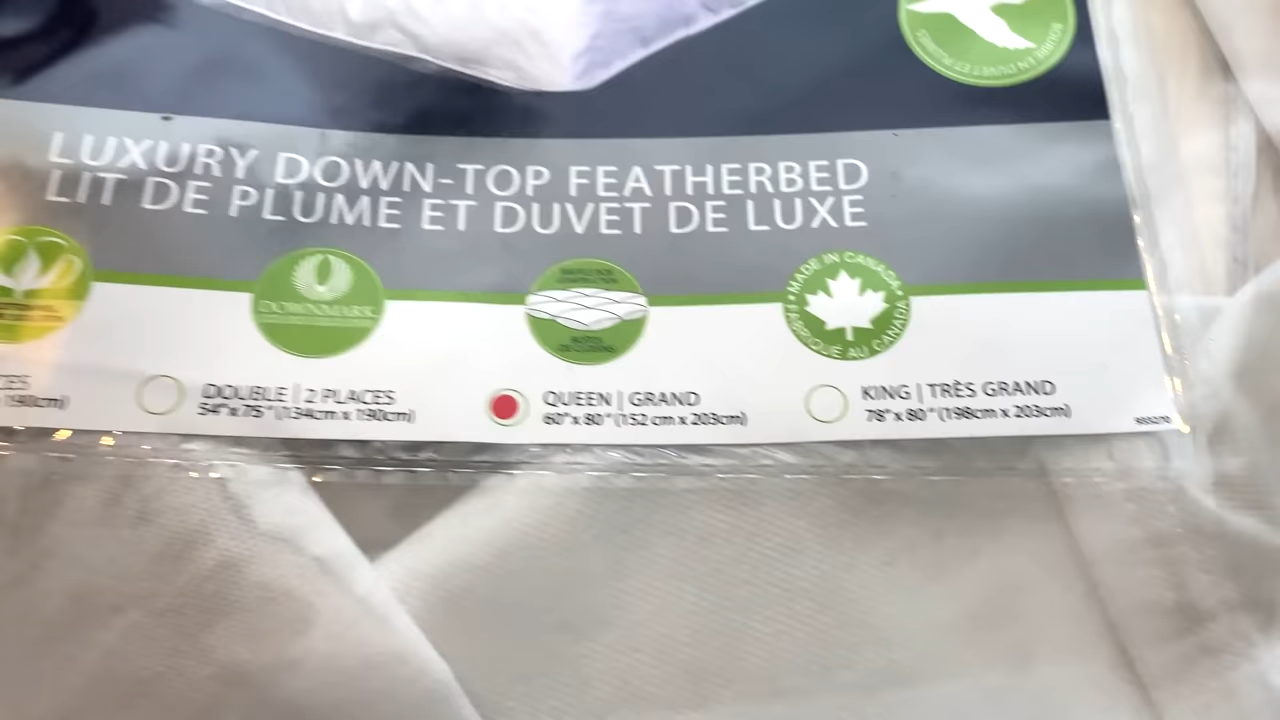 LUXURY DOWN-TOP FEATHERBED
LIT DE PLUME ET DUVET DE LUXE
DOWNMARK
MADE IN CANADA
FABRIQUÉ AU CANADA
190cm)
DOUBLE | 2 PLACES
54" x 75" (134cm x 190cm)
QUEEN | GRAND
60" x 80" (152 cm x 203cm)
KING | TRÈS GRAND
78" x 80" (198cm x 203cm)